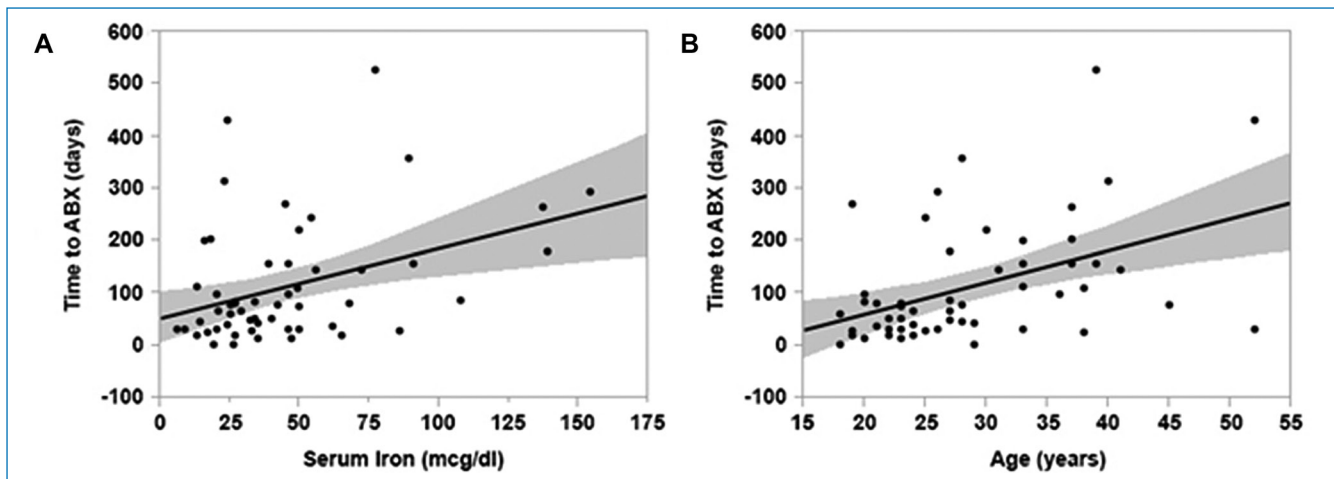 A
600
500
400
300
200
100
0
-100
Time to ABX (days)
0 25 50 75 100 125 150 175
Serum Iron (mcg/dl)
B
600
500
400
300
200
100
0
-100
Time to ABX (days)
15 20 25 30 35 40 45 50 55
Age (years)